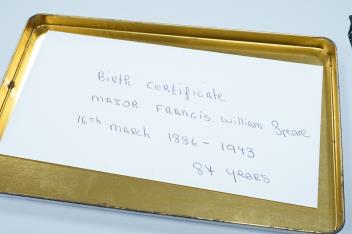 Birth certificate
MAJOR FRANCIS William Speare
16th March 1886 - 1943
84 years